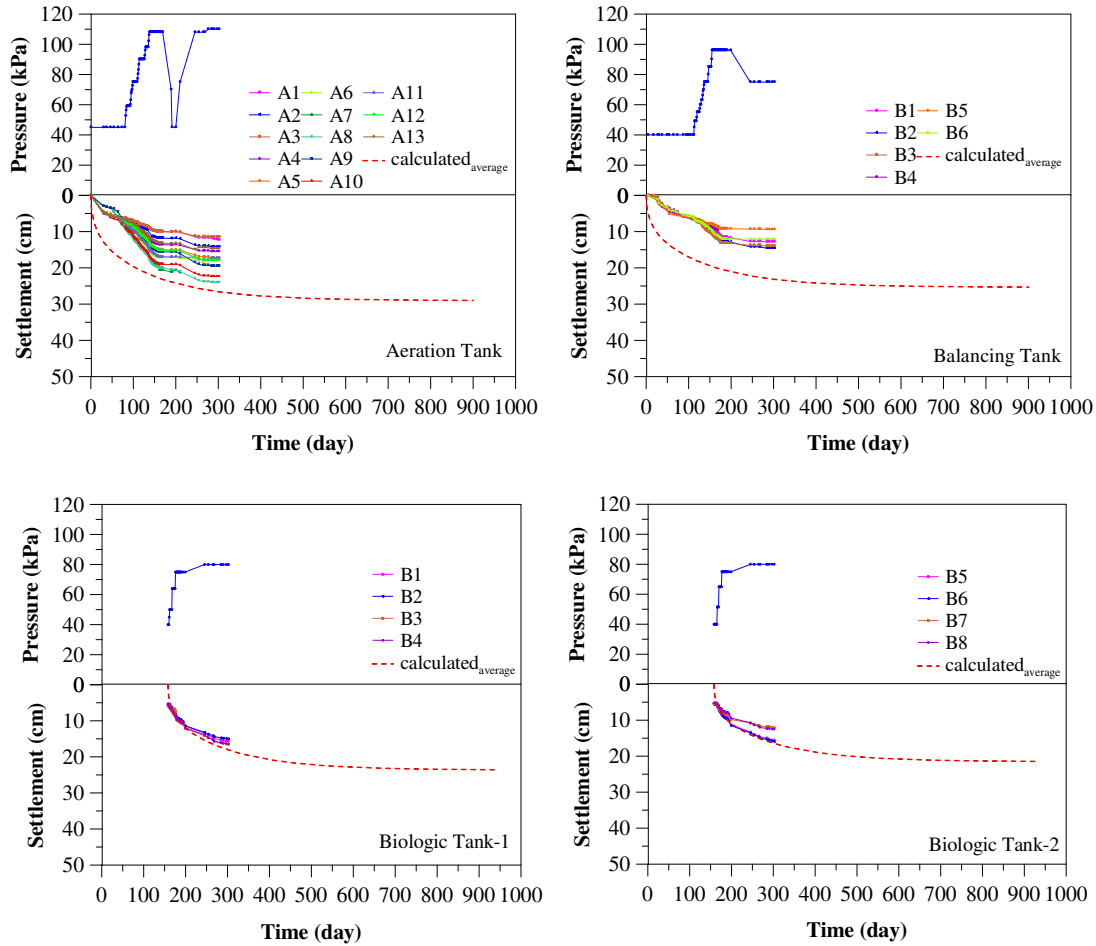 120
100
80
60
40
20
0
Pressure (kPa)
A1 A6 A11
A2 A7 A12
A3 A8 A13
A4 A9 calculated average
A5 A10
10
20
30
40
50
Settlement (cm)
Aeration Tank
0 100 200 300 400 500 600 700 800 900 1000
Time (day)
120
100
80
60
40
20
0
Pressure (kPa)
B1 B5
B2 B6
B3 calculated average
B4
10
20
30
40
50
Settlement (cm)
Balancing Tank
0 100 200 300 400 500 600 700 800 900 1000
Time (day)
120
100
80
60
40
20
0
Pressure (kPa)
B1
B2
B3
B4
calculated average
10
20
30
40
50
Settlement (cm)
Biologic Tank-1
0 100 200 300 400 500 600 700 800 900 1000
Time (day)
120
100
80
60
40
20
0
Pressure (kPa)
B5
B6
B7
B8
calculated average
10
20
30
40
50
Settlement (cm)
Biologic Tank-2
0 100 200 300 400 500 600 700 800 900 1000
Time (day)